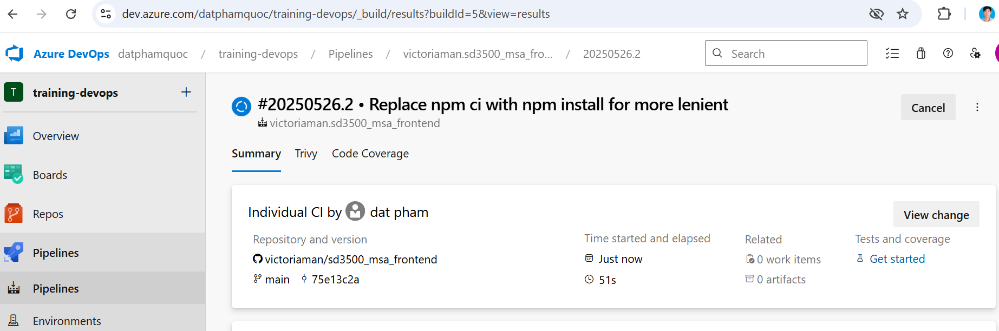 dev.azure.com/datphamquoc/training-devops/_build/results?buildId=5&view=results
Azure DevOps datphamquoc / training-devops / Pipelines / victoriaman.sd3500_msa_fro... / 20250526.2
Search
T training-devops
Overview
Boards
Repos
Pipelines
Pipelines
Environments
#20250526.2 • Replace npm ci with npm install for more lenient
victoriaman.sd3500_msa_frontend
Cancel
Summary Trivy Code Coverage
Individual CI by dat pham
View change
Repository and version
victoriaman/sd3500_msa_frontend
main 75e13c2a
Time started and elapsed
Just now
51s
Related
0 work items
0 artifacts
Tests and coverage
Get started